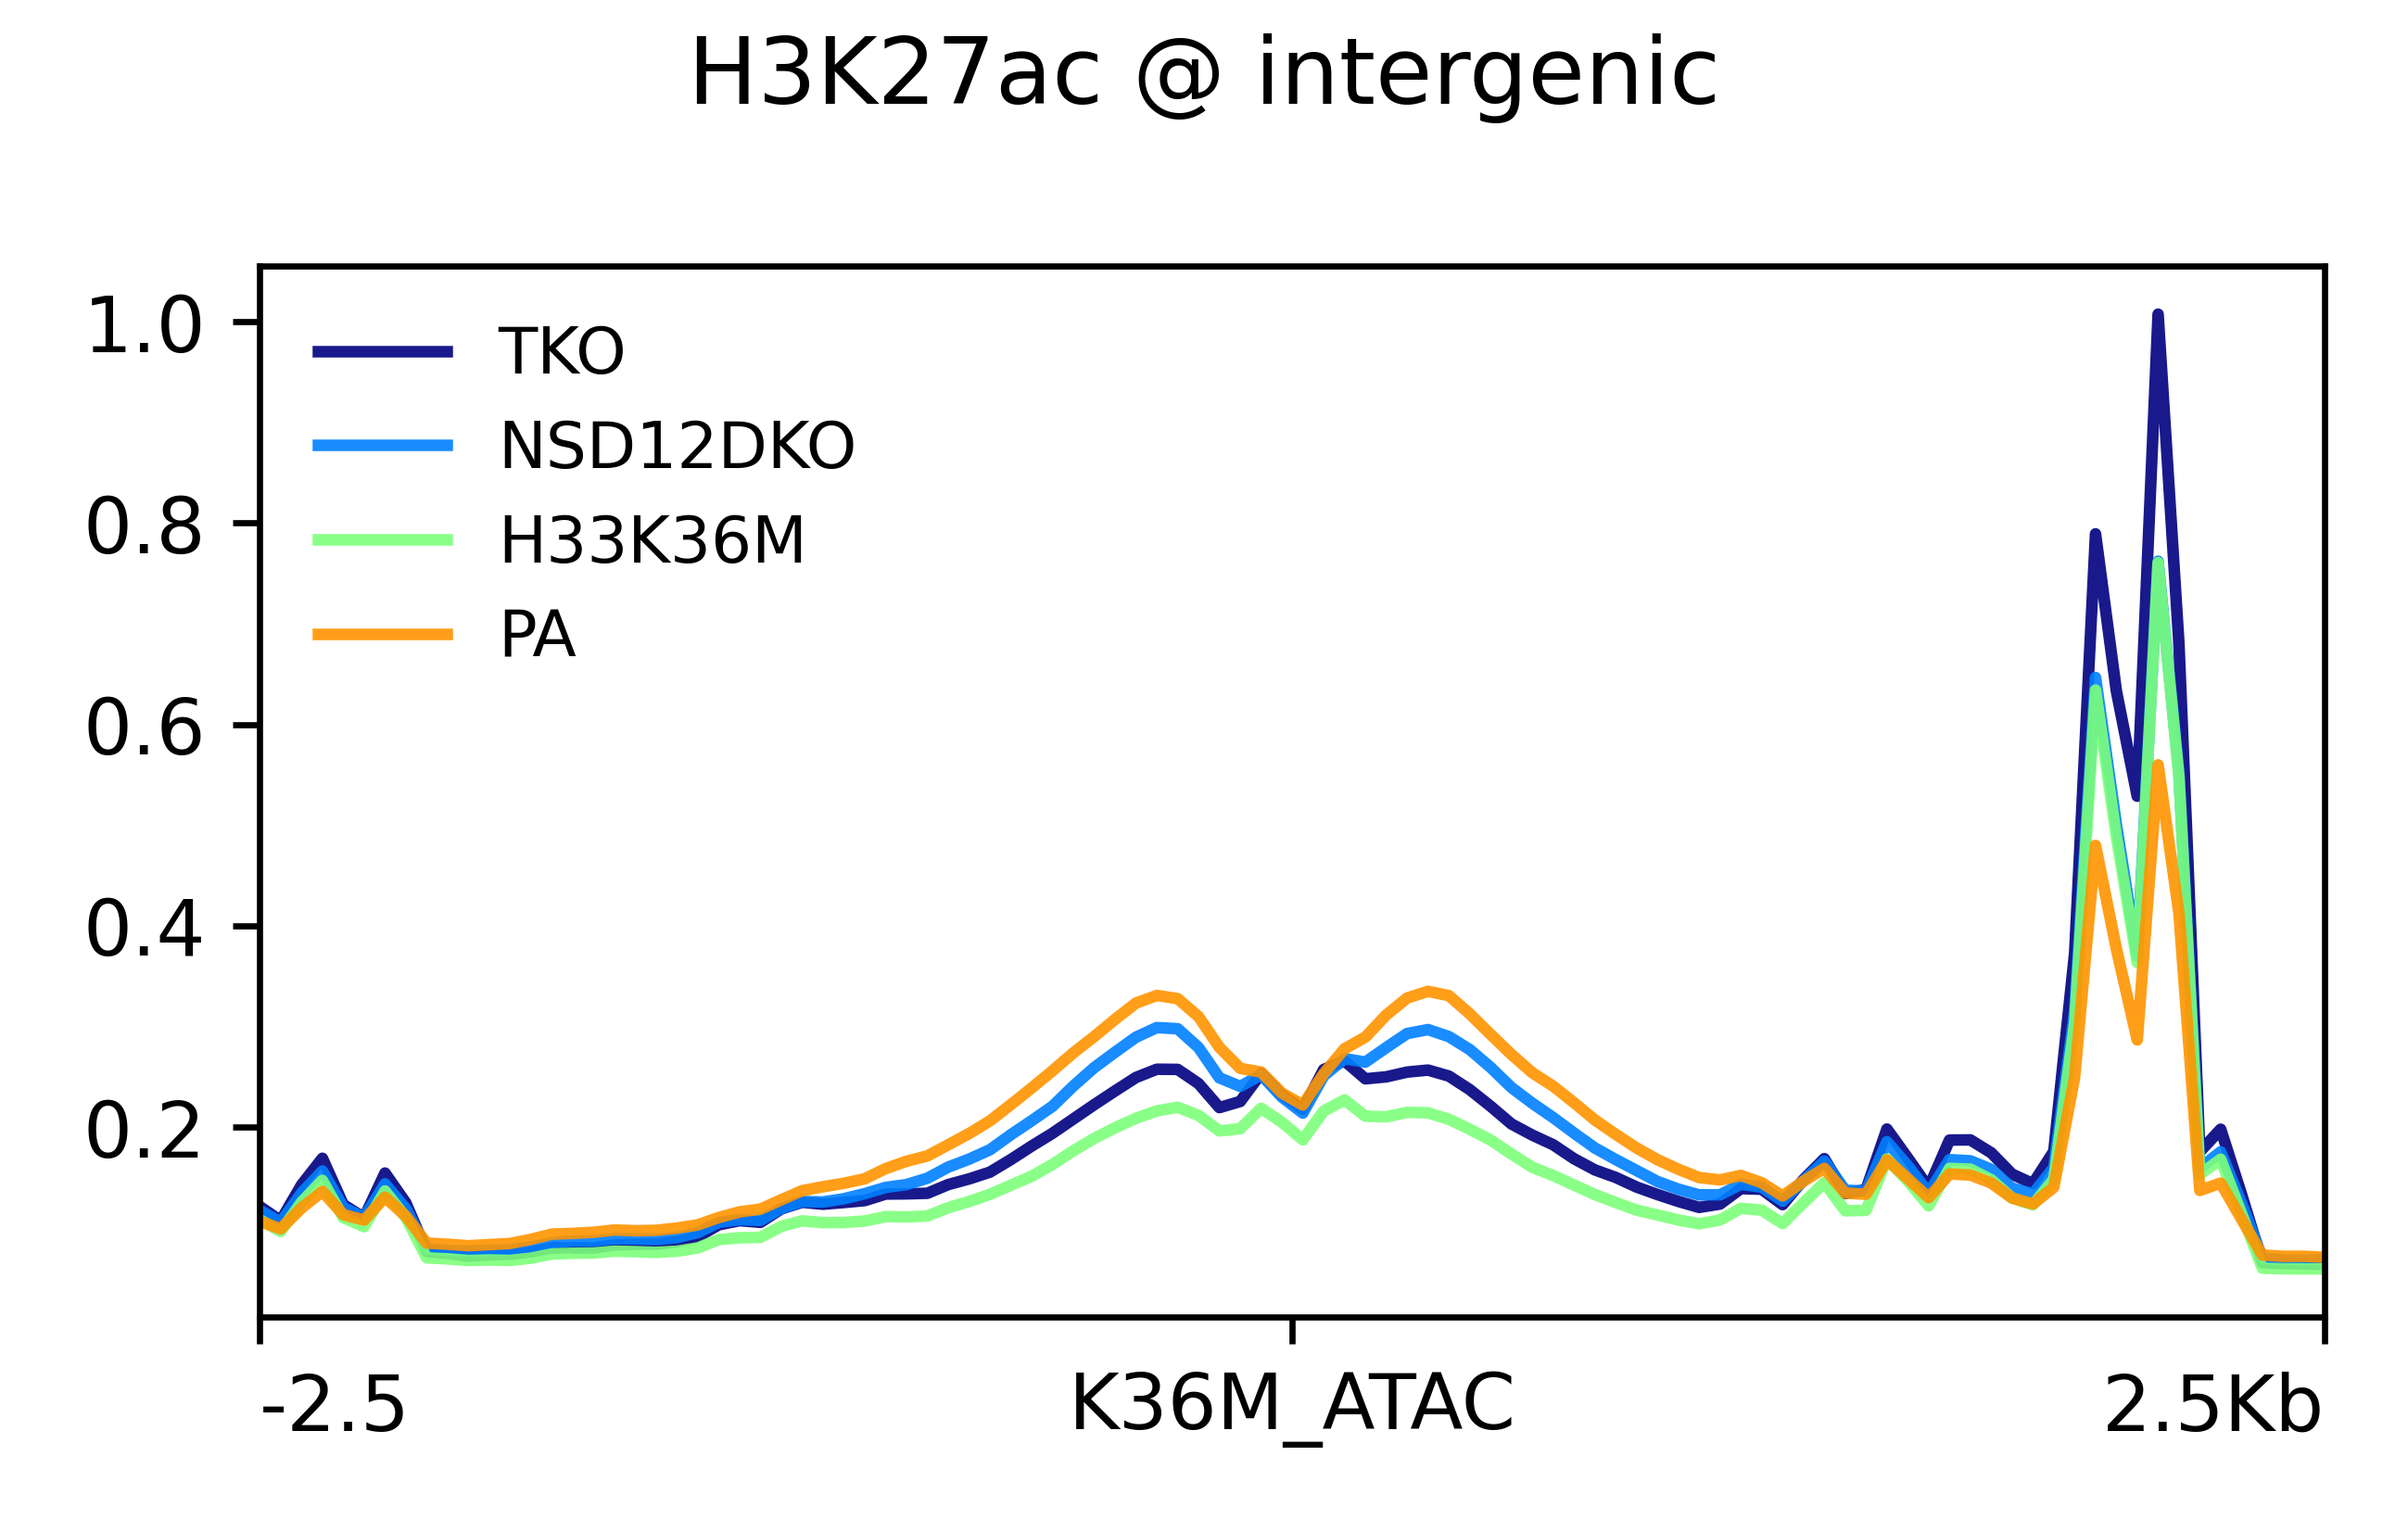 H3K27ac @ intergenic
1.0
0.8
0.6
0.4
0.2
TKO
NSD12DKO
H33K36M
PA
-2.5
K36M_ATAC
2.5Kb